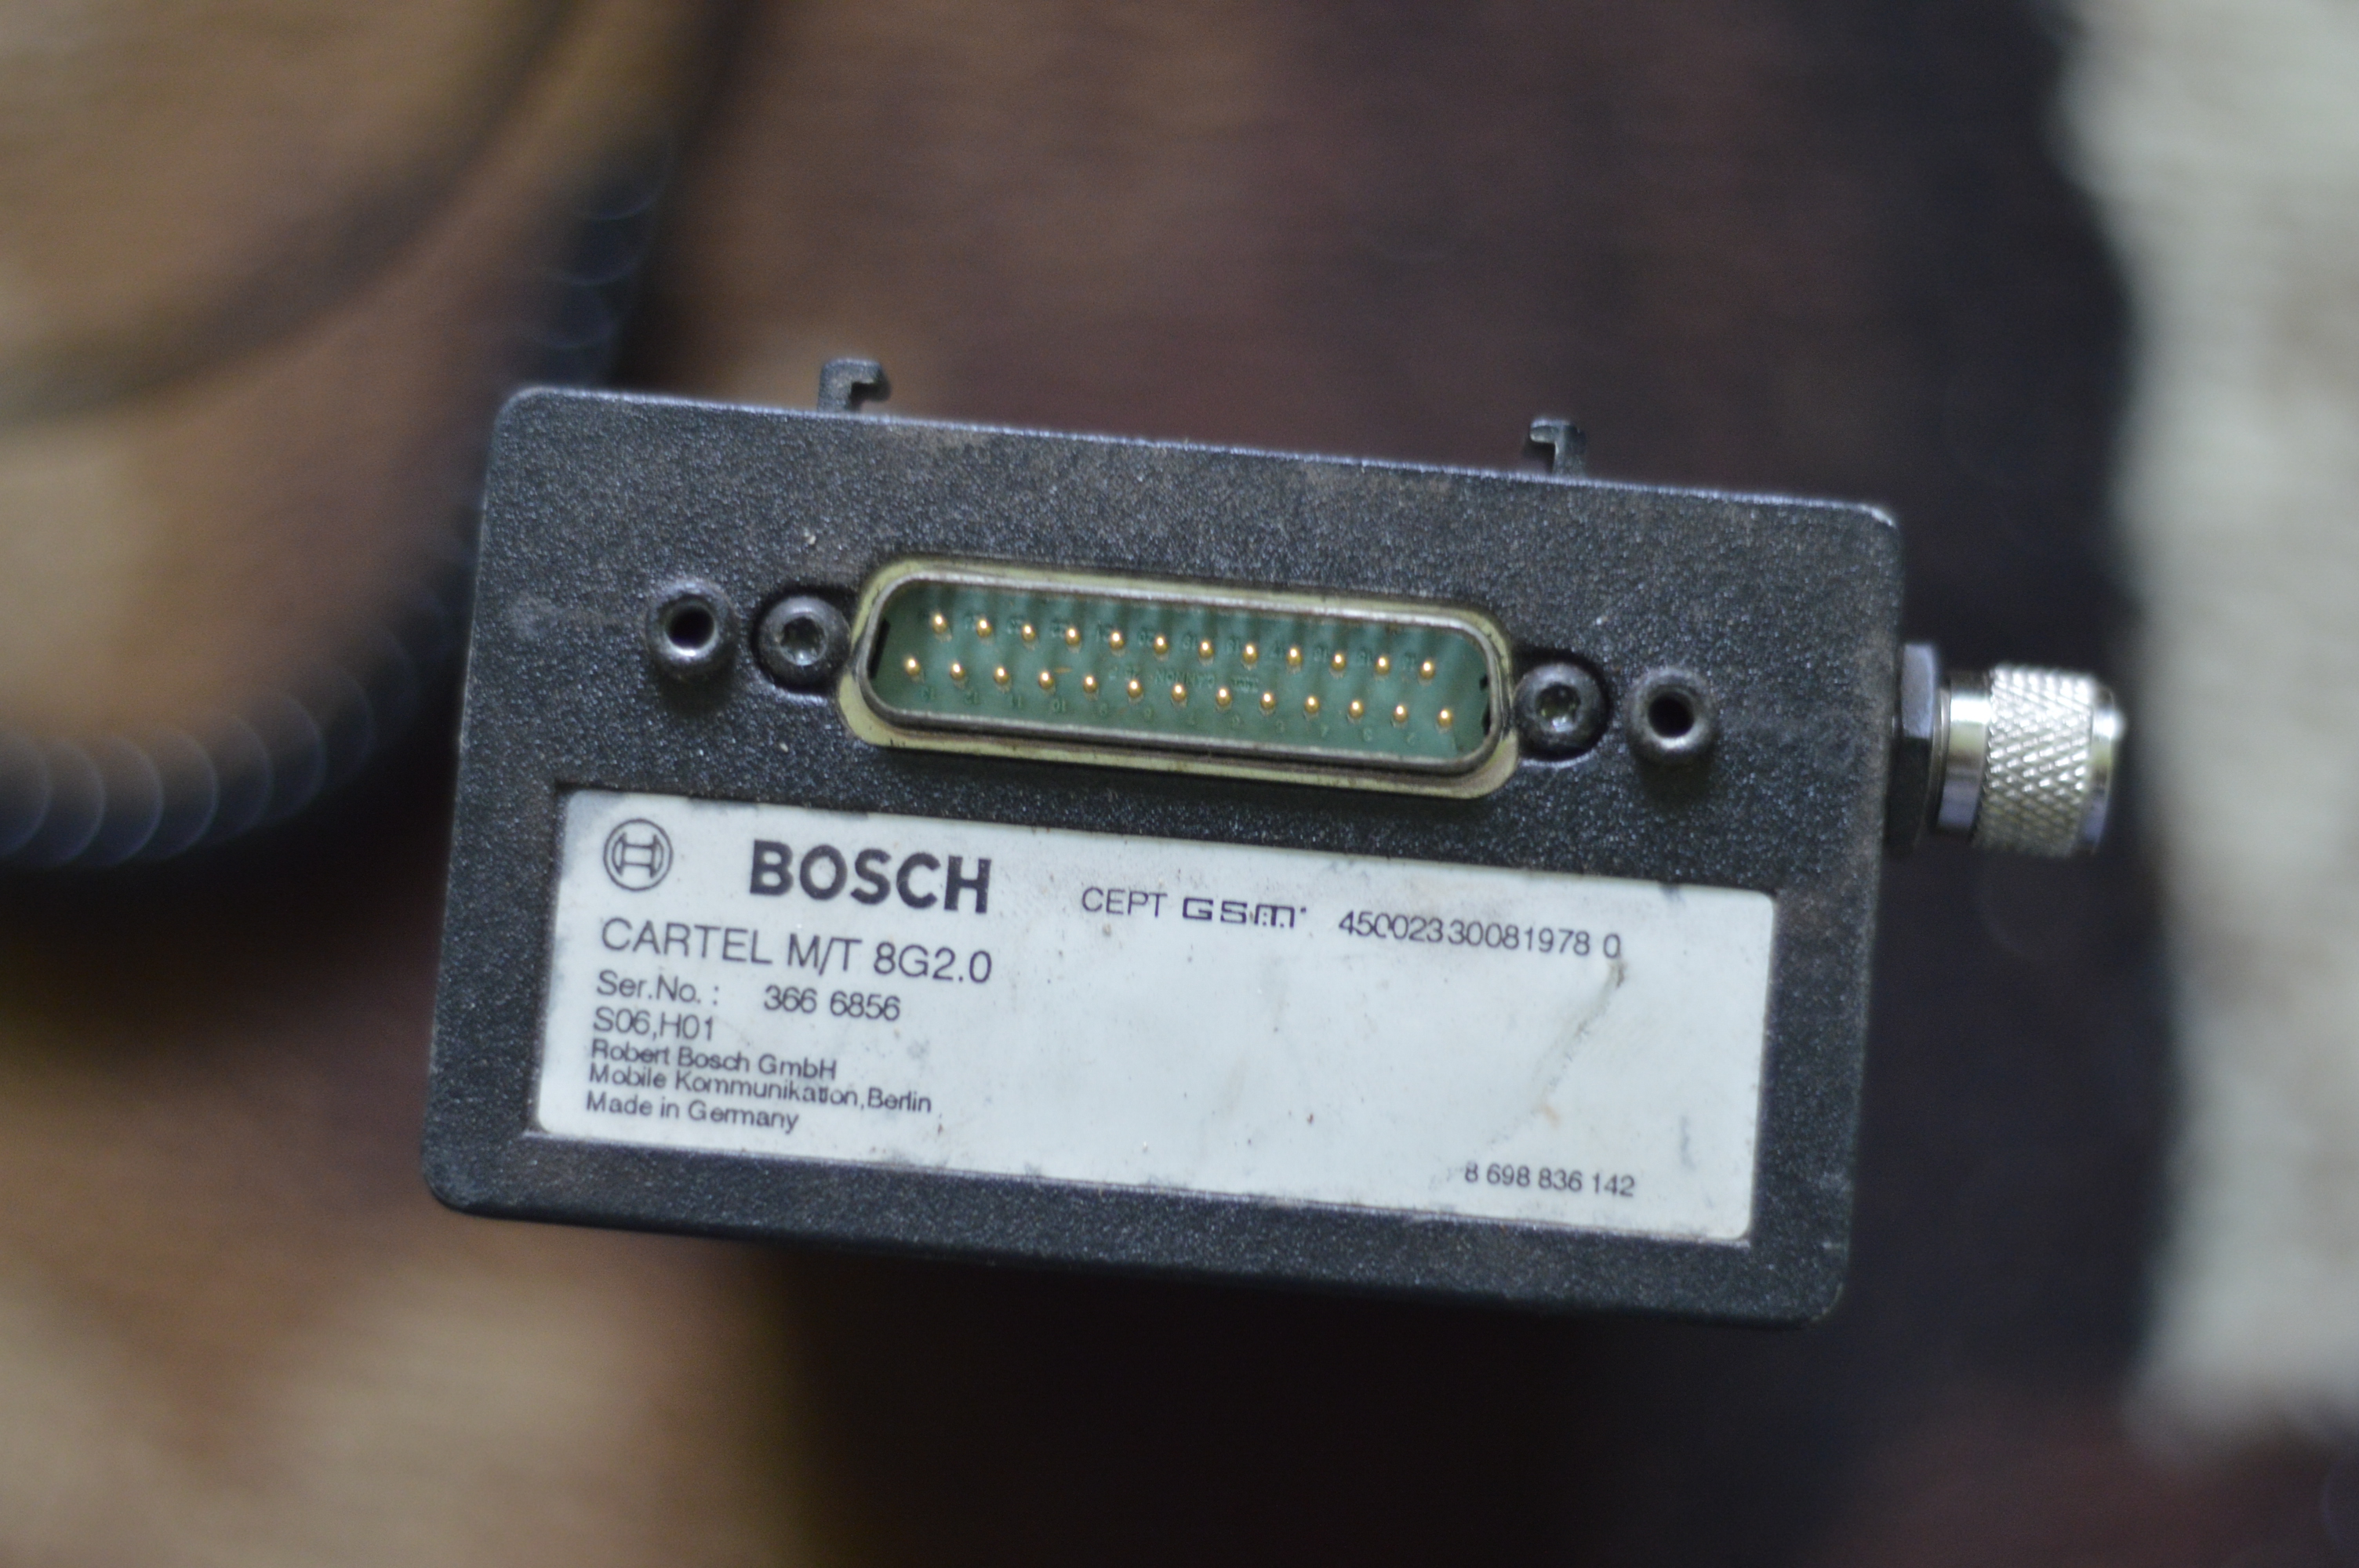 BOSCH CEPT GSM 45002330081978 0
CARTEL M/T 8G2.0
Ser.No. : 366 6856
S06,H01
Robert Bosch GmbH
Mobile Kommunikation,Berlin
Made in Germany
8 698 836 142